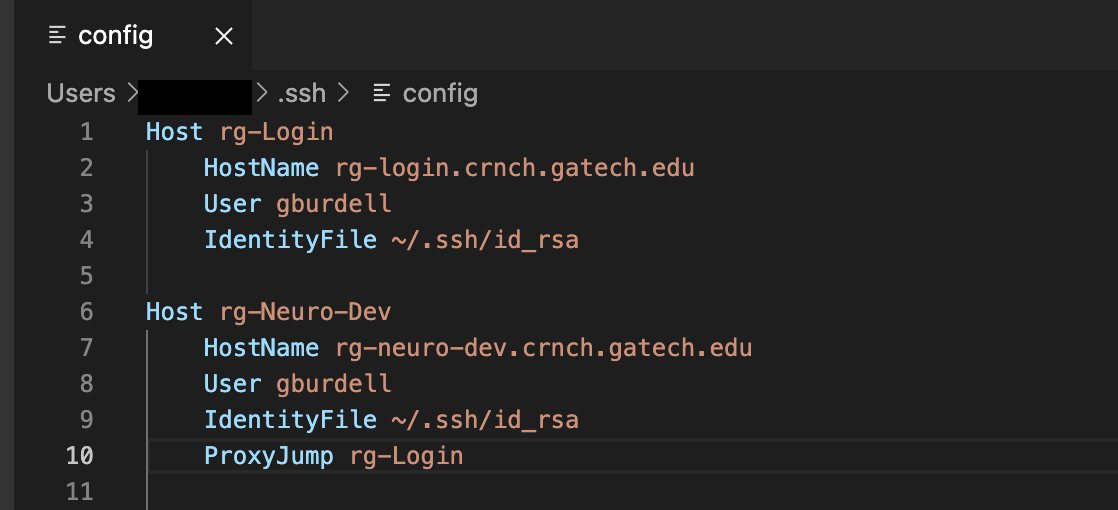 config
Users > > .ssh > config
1 Host rg-Login
2 HostName rg-login.crnch.gatech.edu
3 User gburdell
4 IdentityFile ~/.ssh/id_rsa
5
6 Host rg-Neuro-Dev
7 HostName rg-neuro-dev.crnch.gatech.edu
8 User gburdell
9 IdentityFile ~/.ssh/id_rsa
10 ProxyJump rg-Login
11